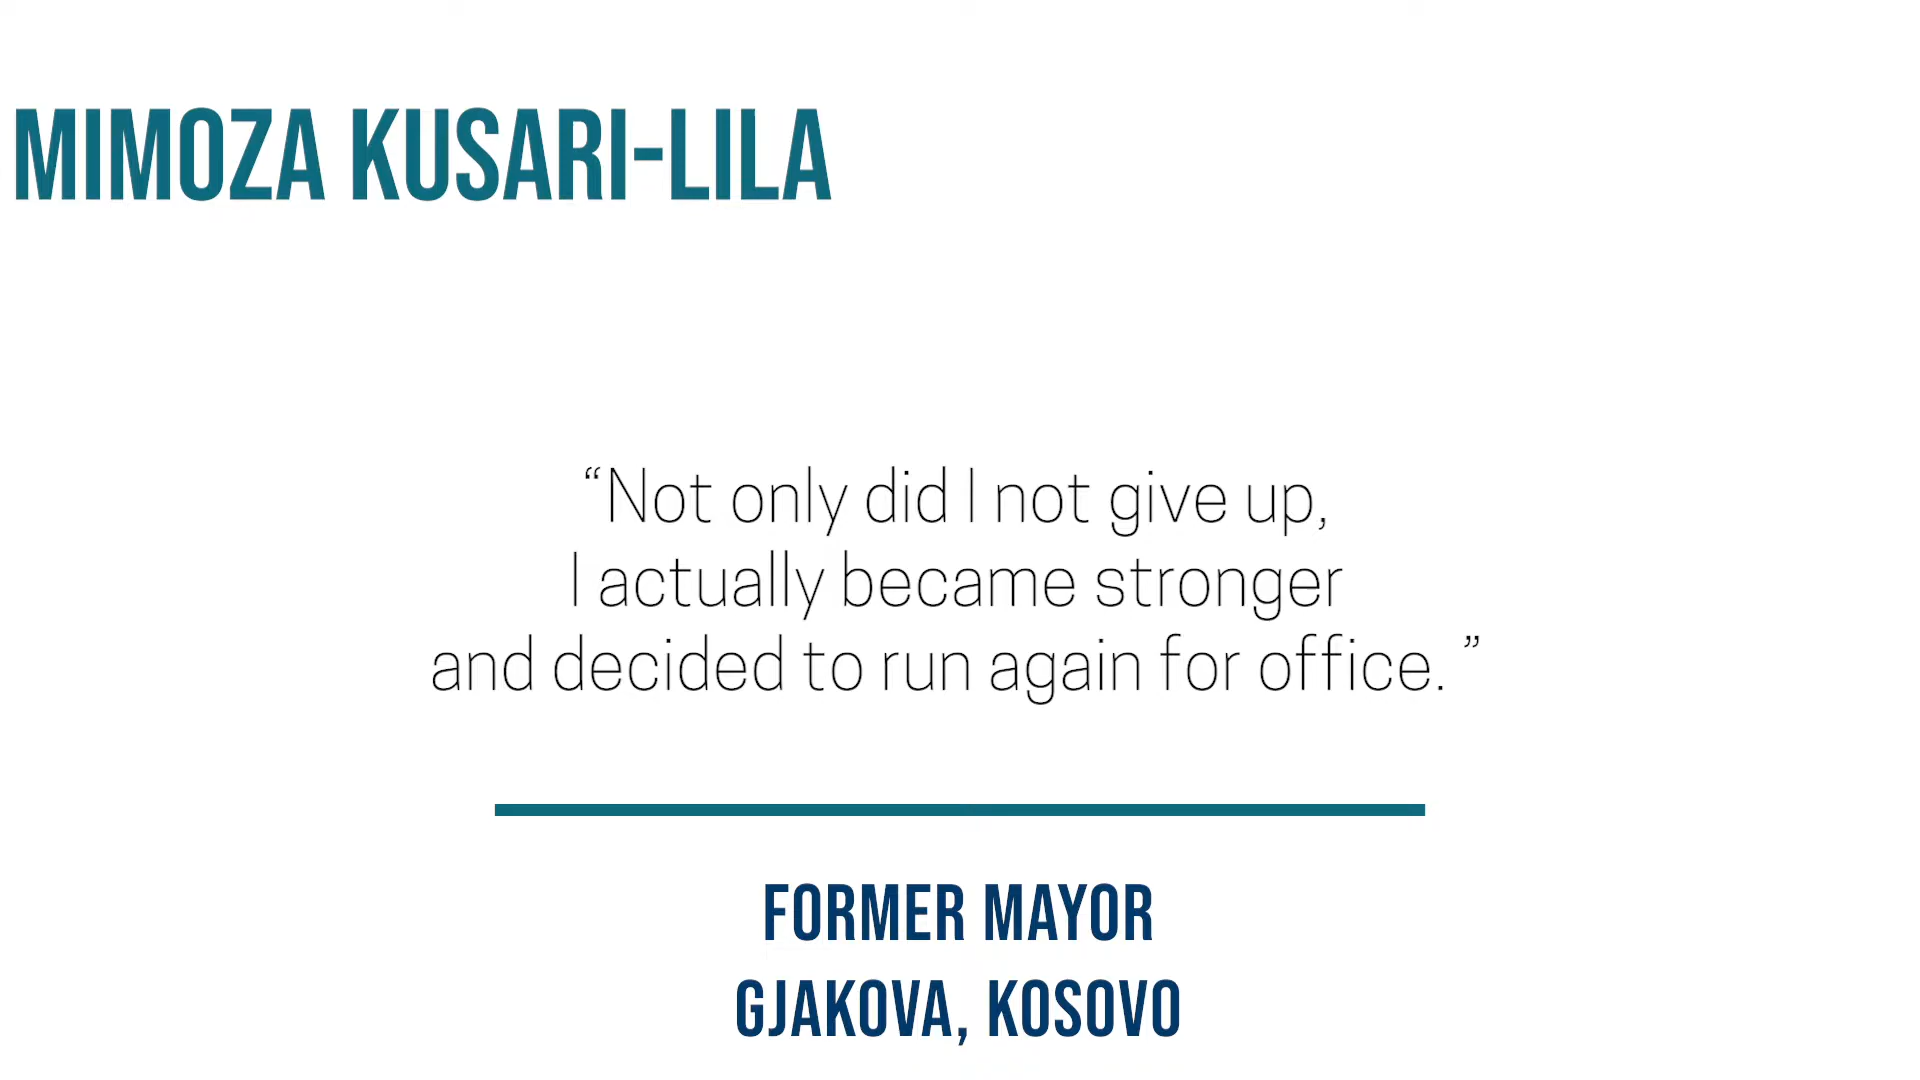 MIMOZA KUSARI-LILA
“Not only did I not give up,
I actually became stronger
and decided to run again for office. ”
FORMER MAYOR
GJAKOVA, KOSOVO